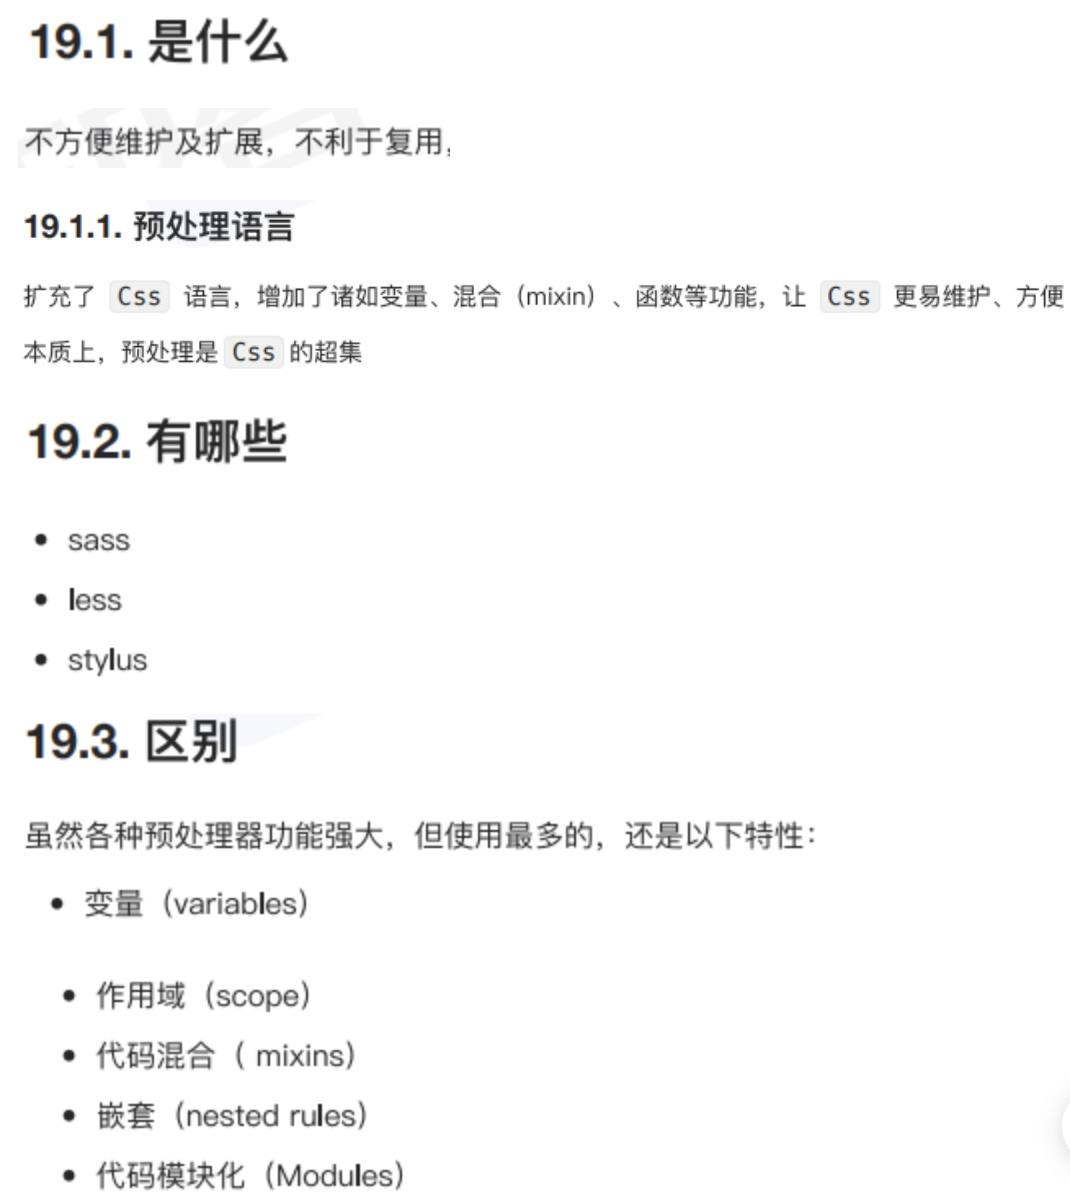 19.1. 是什么
不方便维护及扩展，不利于复用，
19.1.1. 预处理语言
扩充了 Css 语言，增加了诸如变量、混合（mixin）、函数等功能，让 Css 更易维护、方便
本质上，预处理是 Css 的超集
19.2. 有哪些
• sass
• less
• stylus
19.3. 区别
虽然各种预处理器功能强大，但使用最多的，还是以下特性：
• 变量（variables）
• 作用域（scope）
• 代码混合（ mixins）
• 嵌套（nested rules）
• 代码模块化（Modules）